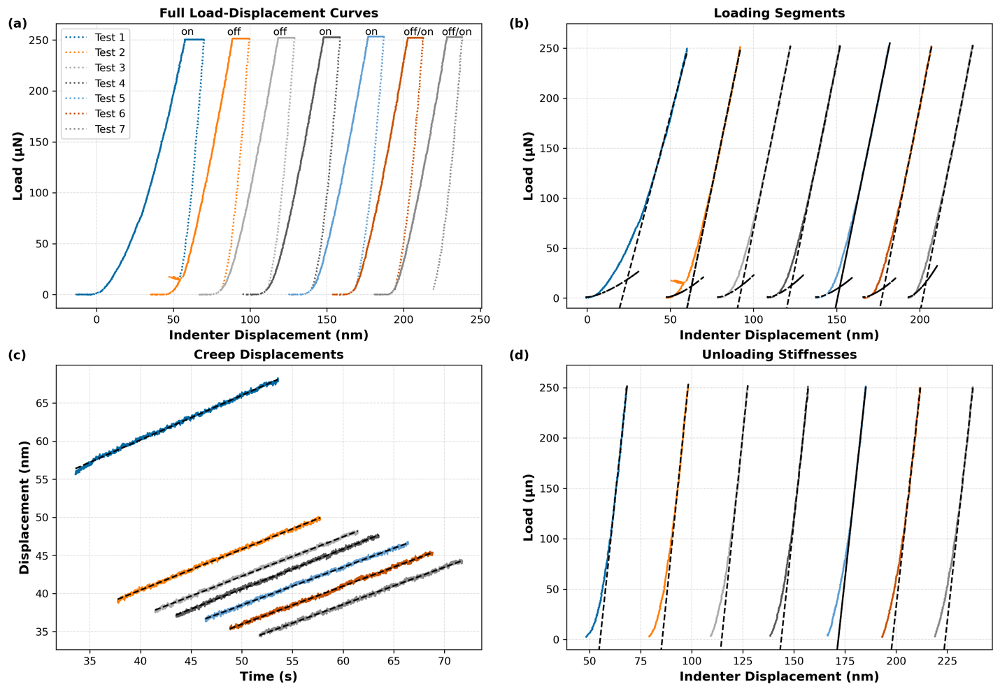 (a)
Full Load-Displacement Curves
on off off on on off/on off/on
Test 1
Test 2
Test 3
Test 4
Test 5
Test 6
Test 7
Load (µN)
250
200
150
100
50
0
0 50 100 150 200 250
Indenter Displacement (nm)
(b)
Loading Segments
Load (µN)
250
200
150
100
50
0
0 50 100 150 200
Indenter Displacement (nm)
(c)
Creep Displacements
Displacement (nm)
65
60
55
50
45
40
35
35 40 45 50 55 60 65 70
Time (s)
(d)
Unloading Stiffnesses
Load (µn)
250
200
150
100
50
0
50 75 100 125 150 175 200 225
Indenter Displacement (nm)